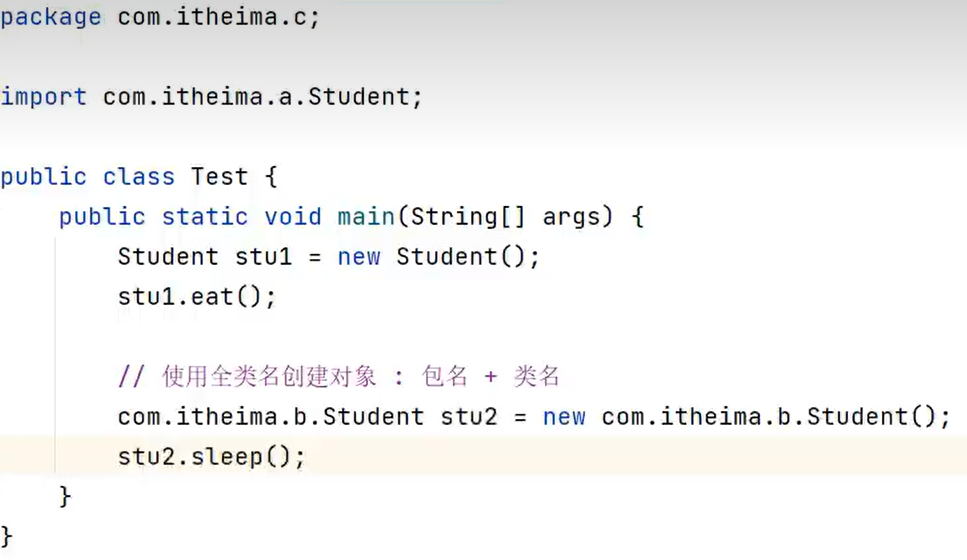 package com.itheima.c;
import com.itheima.a.Student;
public class Test {
public static void main(String[] args) {
Student stu1 = new Student();
stu1.eat();
// 使用全类名创建对象 : 包名 + 类名
com.itheima.b.Student stu2 = new com.itheima.b.Student();
stu2.sleep();
}
}